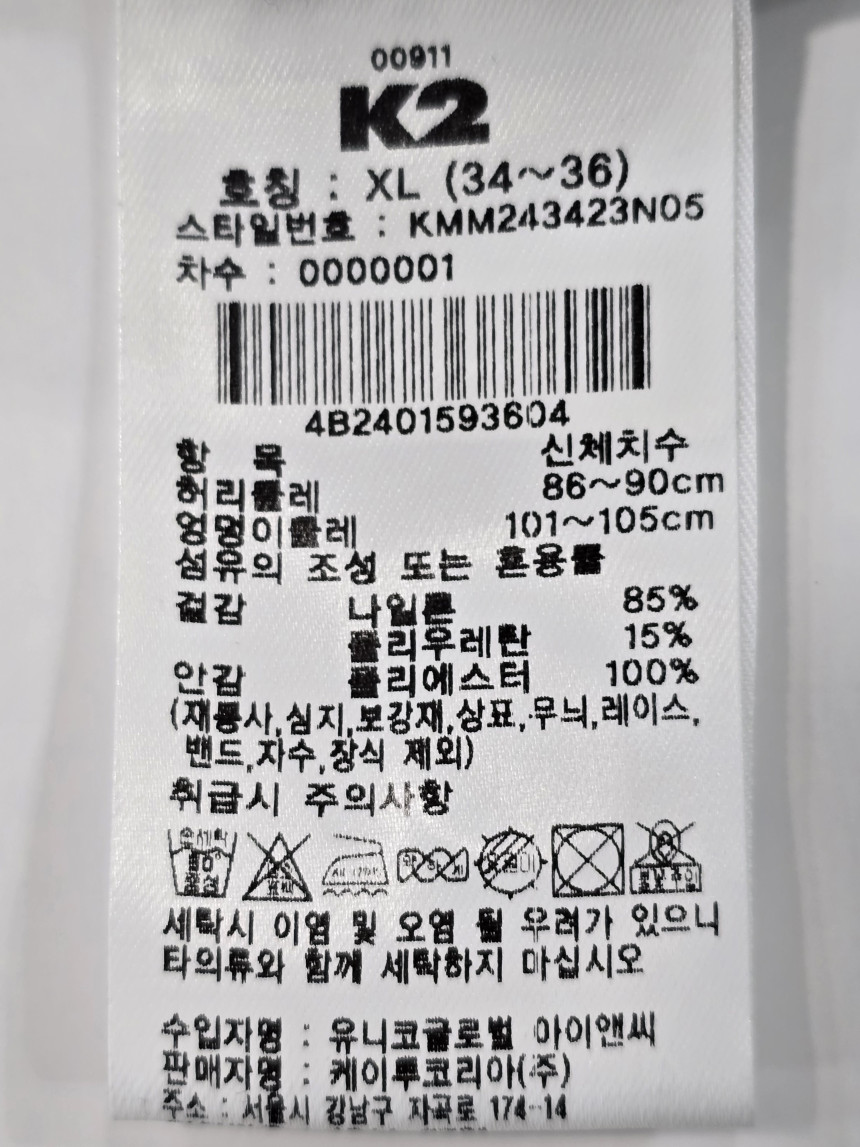 00911
K2
호칭 : XL (34~36)
스타일번호 : KMM243423N05
차수 : 0000001
4B2401593604
항 목 신체치수
허리둘레 86~90cm
엉덩이둘레 101~105cm
섬유의 조성 또는 혼용률
겉감 나일론 85%
폴리우레탄 15%
안감 폴리에스터 100%
(재봉사,심지,보강재,상표,무늬,레이스,
밴드,자수,장식 제외)
취급시 주의사항
손세탁 중성
세탁시 이염 및 오염 될 우려가 있으니
타의류와 함께 세탁하지 마십시오
수입자명 : 유니코글로벌 아이앤씨
판매자명 : 케이투코리아(주)
주소 : 서울시 강남구 자곡로 174-14